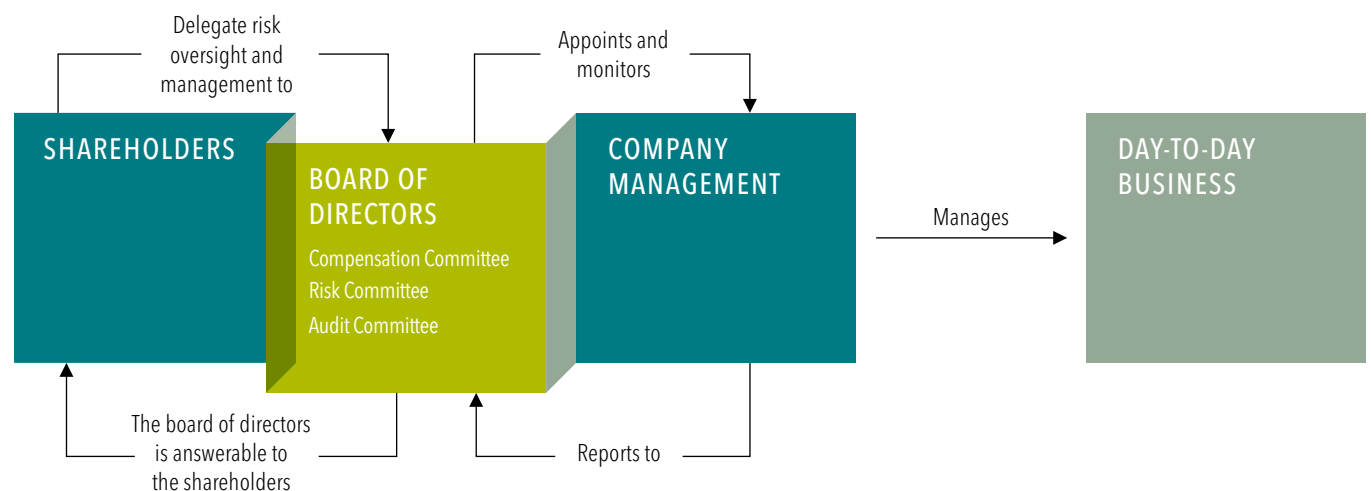 Delegate risk
oversight and
management to
Appoints and
monitors
SHAREHOLDERS
BOARD OF
DIRECTORS
Compensation Committee
Risk Committee
Audit Committee
COMPANY
MANAGEMENT
Manages
DAY-TO-DAY
BUSINESS
The board of directors
is answerable to
the shareholders
Reports to